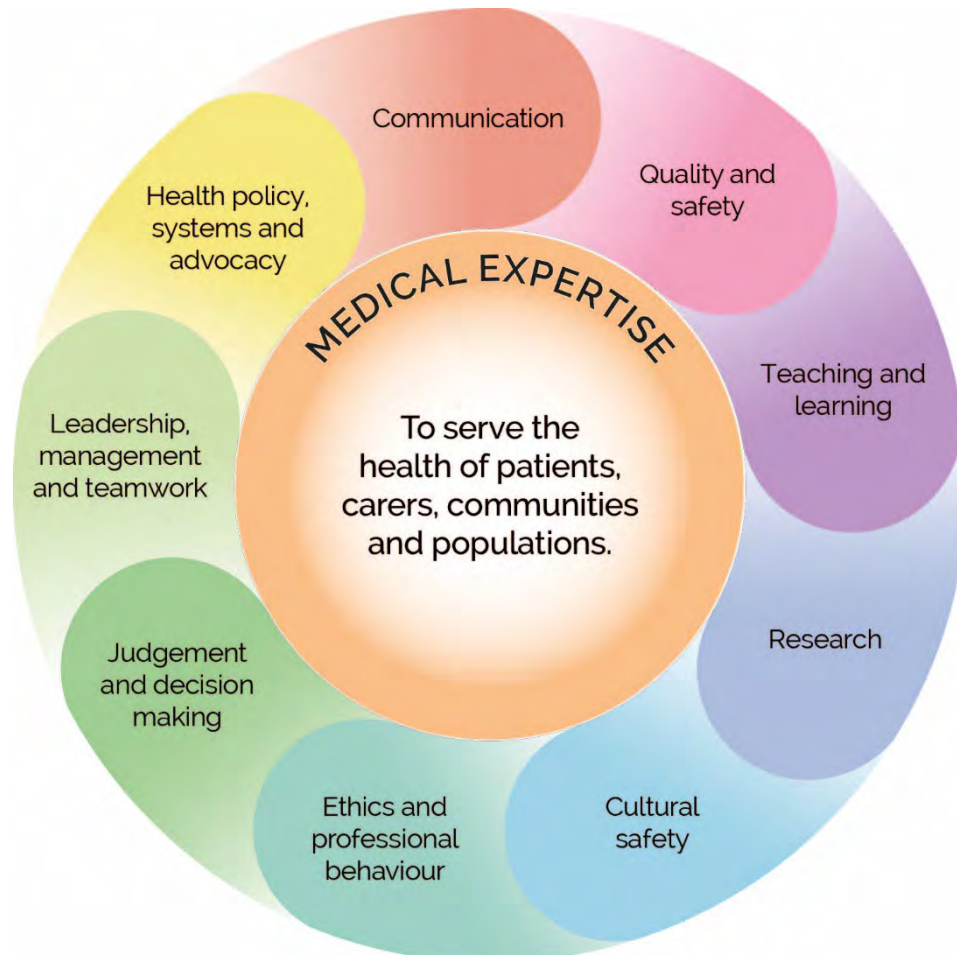 Communication
Quality and
safety
Teaching and
learning
Research
Cultural
safety
Ethics and
professional
behaviour
Judgement
and decision
making
Leadership,
management
and teamwork
Health policy,
systems and
advocacy
MEDICAL EXPERTISE
To serve the
health of patients,
carers, communities
and populations.